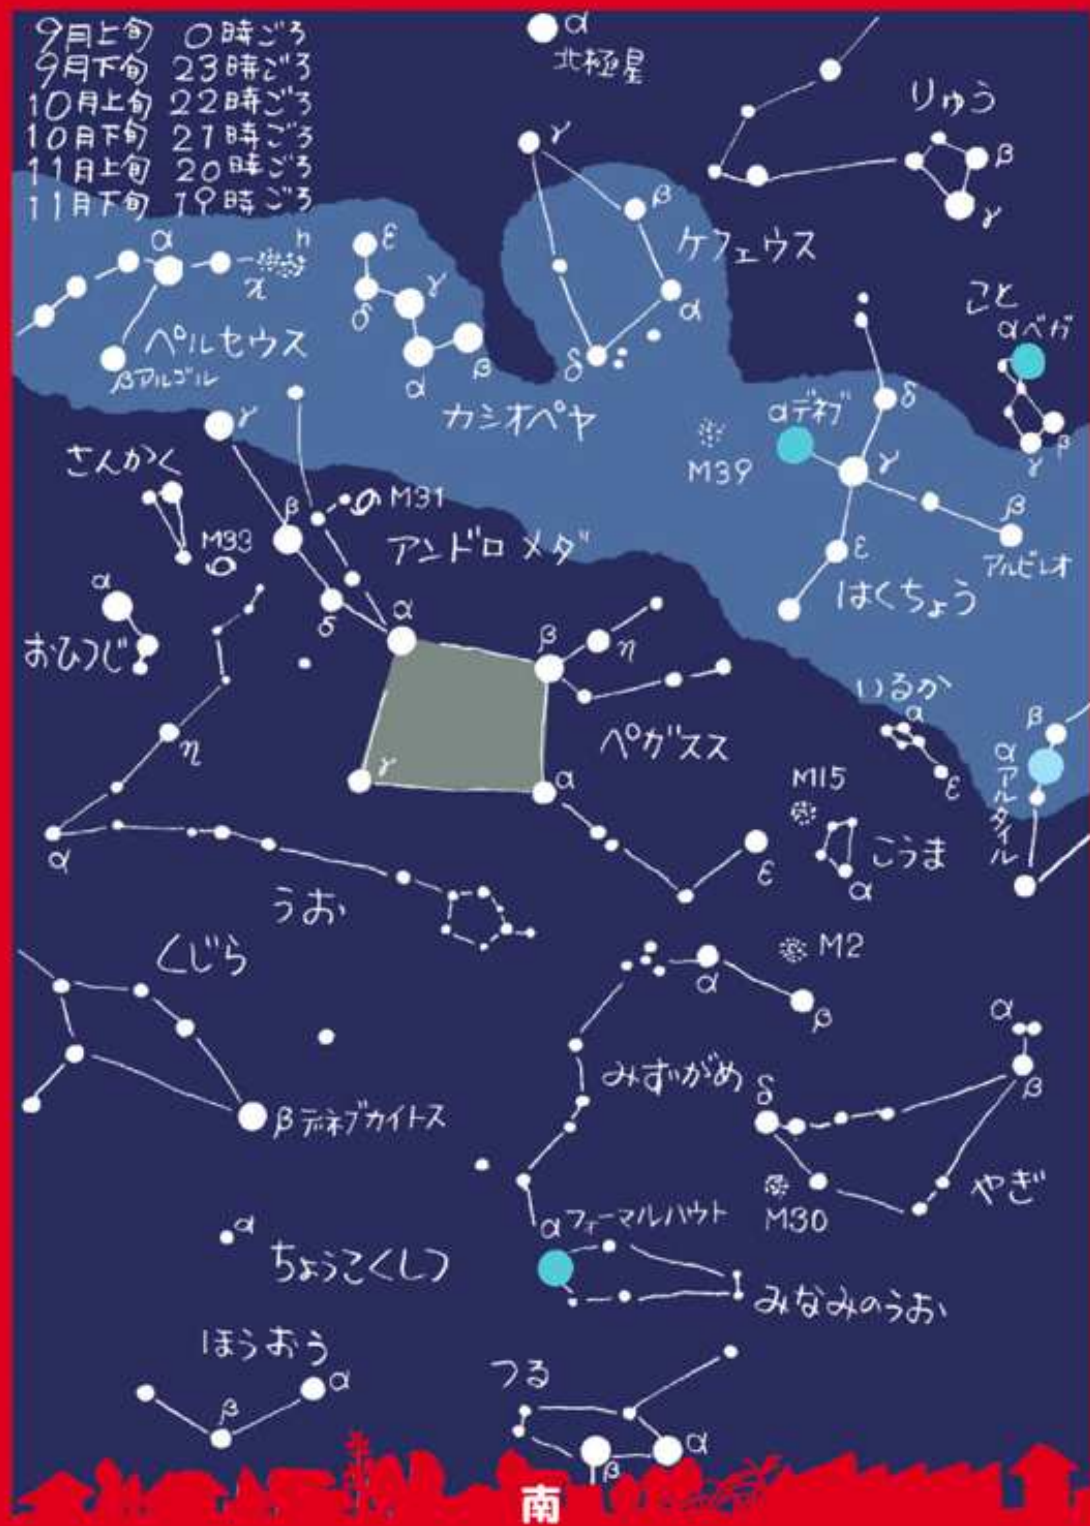 9月上旬 0時ごろ
9月下旬 23時ごろ
10月上旬 22時ごろ
10月下旬 21時ごろ
11月上旬 20時ごろ
11月下旬 19時ごろ
α
北極星
りゅう
β
γ
γ
β
ケフェウス
α
δ
α
h
χ
ペルセウス
βアルゴル
ε
δ
γ
α
β
カシオペヤ
こと
αベガ
γ
β
αデネブ
δ
γ
M39
β
アルビレオ
ε
はくちょう
γ
さんかく
M33
β
M31
アンドロメダ
δ
α
α
おひつじ
β
η
ペガスス
γ
α
ε
いるか
α
ε
β
αアルタイル
M15
こうま
α
η
α
うお
くじら
βデネブカイトス
M2
α
β
みずがめ
α
β
δ
やぎ
M30
αフォーマルハウト
みなみのうお
α
ちょうこくしつ
ほうおう
α
β
つる
α
β
南